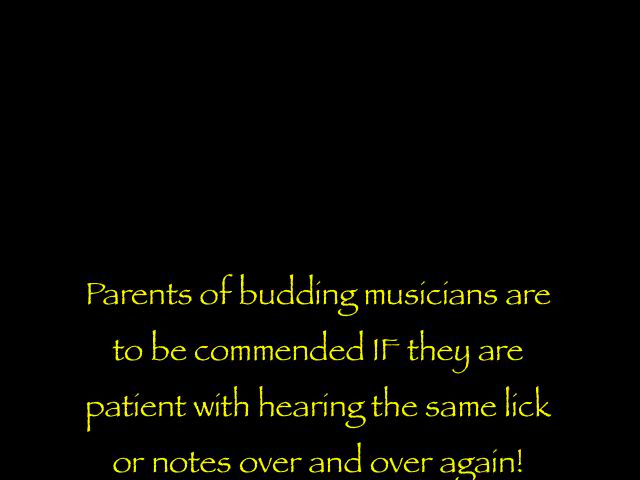 Parents of budding musicians are
to be commended IF they are
patient with hearing the same lick
or notes over and over again!